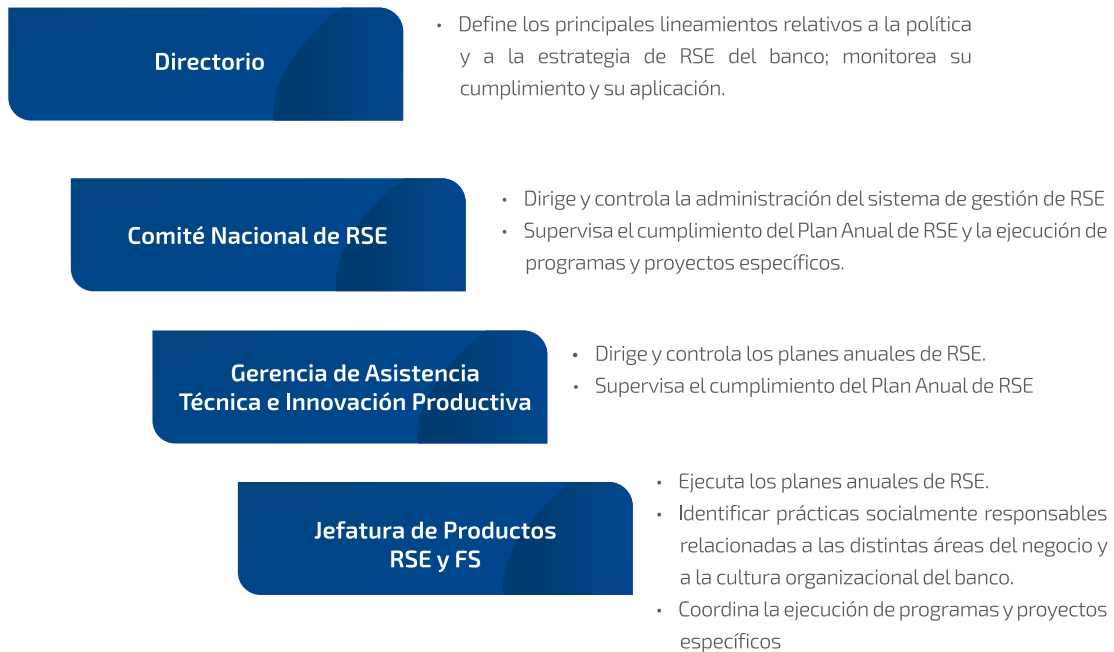 Directorio
• Define los principales lineamientos relativos a la política
y a la estrategia de RSE del banco; monitorea su
cumplimiento y su aplicación.
Comité Nacional de RSE
• Dirige y controla la administración del sistema de gestión de RSE
• Supervisa el cumplimiento del Plan Anual de RSE y la ejecución de
programas y proyectos específicos.
Gerencia de Asistencia
Técnica e Innovación Productiva
• Dirige y controla los planes anuales de RSE.
• Supervisa el cumplimiento del Plan Anual de RSE
Jefatura de Productos
RSE y FS
• Ejecuta los planes anuales de RSE.
• Identificar prácticas socialmente responsables
relacionadas a las distintas áreas del negocio y
a la cultura organizacional del banco.
• Coordina la ejecución de programas y proyectos
específicos